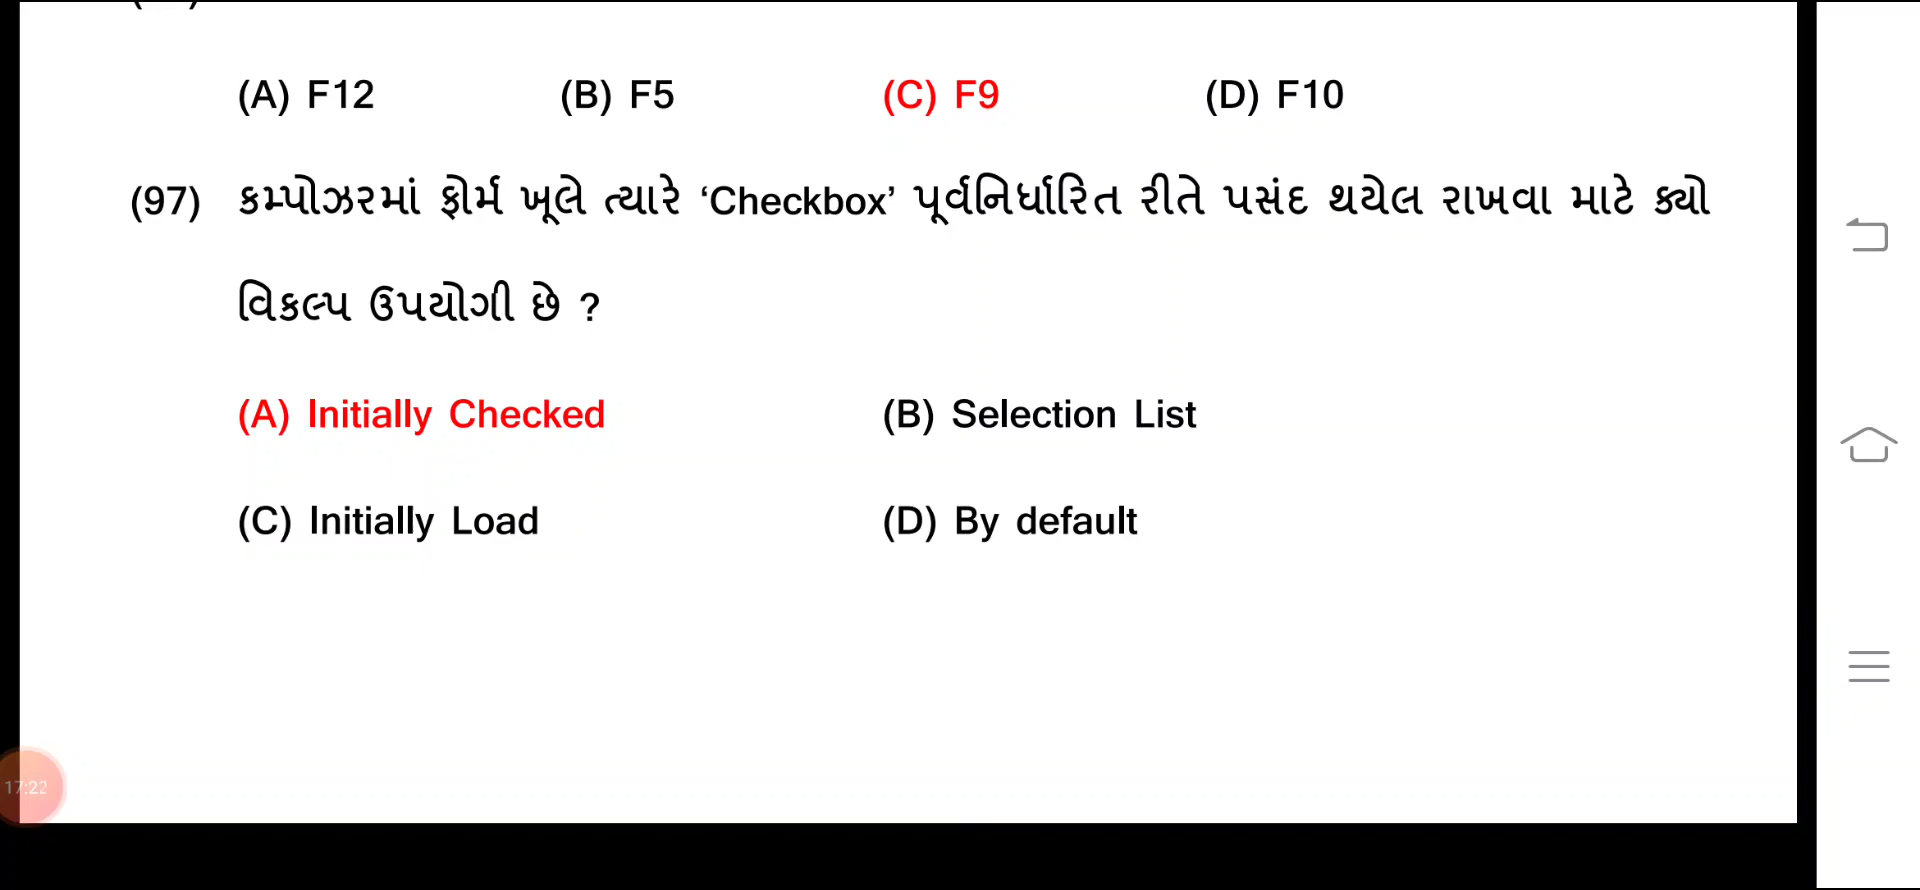 (A) F12 (B) F5 (C) F9 (D) F10
(97) કમ્પોઝરમાં ફોર્મ ખૂલે ત્યારે ‘Checkbox’ પૂર્વનિર્ધારિત રીતે પસંદ થયેલ રાખવા માટે ક્યો
વિકલ્પ ઉપયોગી છે ?
(A) Initially Checked (B) Selection List
(C) Initially Load (D) By default
17:22